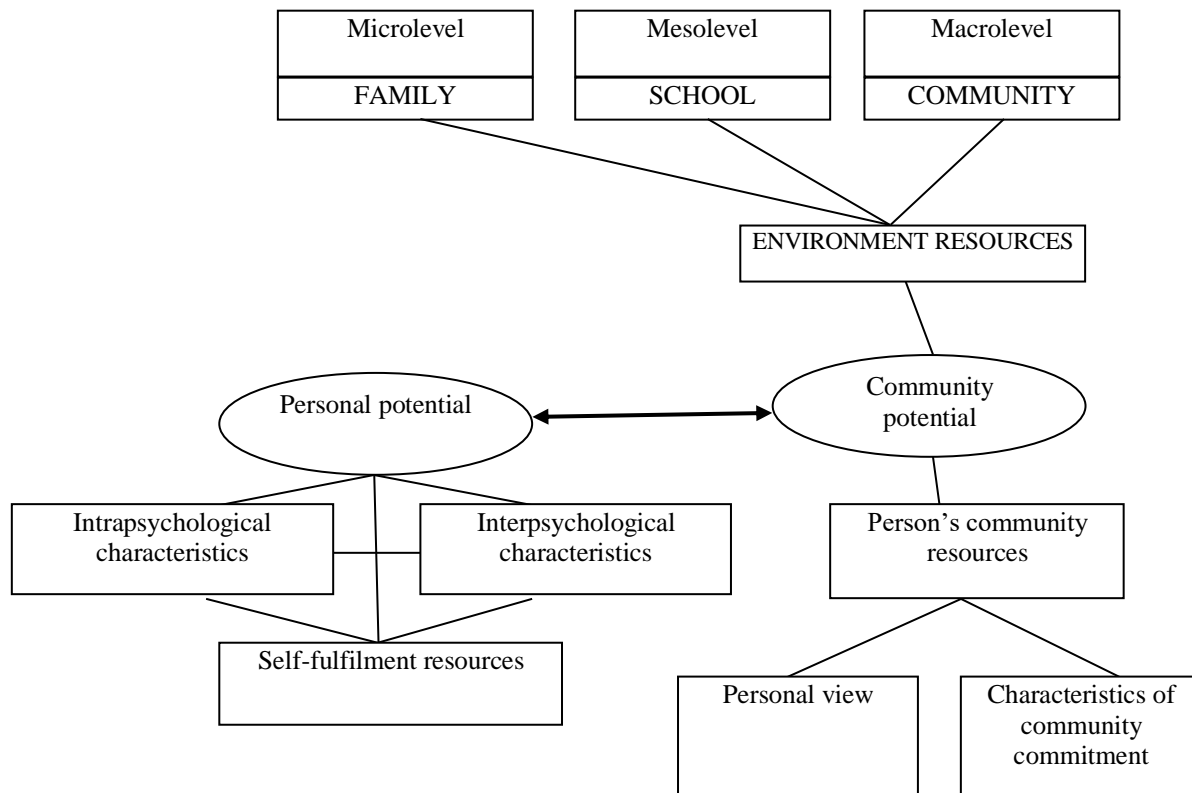 Microlevel
FAMILY
Mesolevel
SCHOOL
Macrolevel
COMMUNITY
ENVIRONMENT RESOURCES
Personal potential
Community
potential
Intrapsychological
characteristics
Interpsychological
characteristics
Person’s community
resources
Self-fulfilment resources
Personal view
Characteristics of
community
commitment